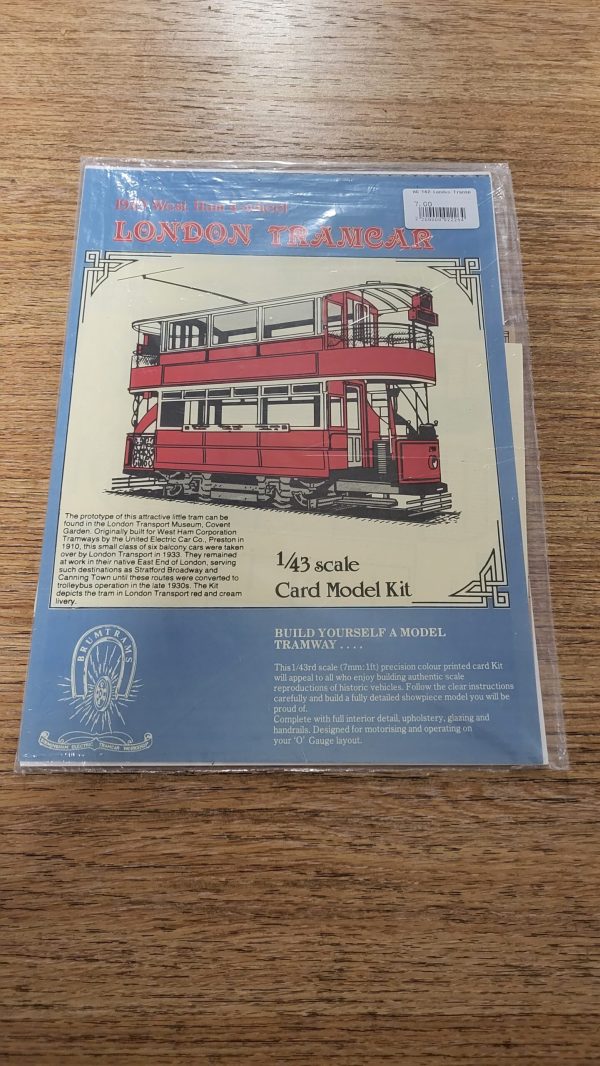 West Ham 4 wheel
LONDON TRAMCAR
7.00
The prototype of this attractive little tram can be
found in the London Transport Museum, Covent
Garden. Originally built for West Ham Corporation
Tramways by the United Electric Car Co., Preston in
1910, this small class of six balcony cars were taken
over by London Transport in 1933. They remained
at work in their native East End of London, serving
such destinations as Stratford Broadway and
Canning Town until these routes were converted to
trolleybus operation in the late 1930s. The Kit
depicts the tram in London Transport red and cream
livery.
1/43 scale
Card Model Kit
BRUMTRAMS
BIRMINGHAM ELECTRIC TRAMCAR WORKSHOP
BUILD YOURSELF A MODEL
TRAMWAY . . . .
This 1/43rd scale (7mm:1ft) precision colour printed card Kit
will appeal to all who enjoy building authentic scale
reproductions of historic vehicles. Follow the clear instructions
carefully and build a fully detailed showpiece model you will be
proud of.
Complete with full interior detail, upholstery, glazing and
handrails. Designed for motorising and operating on
your 'O' Gauge layout.